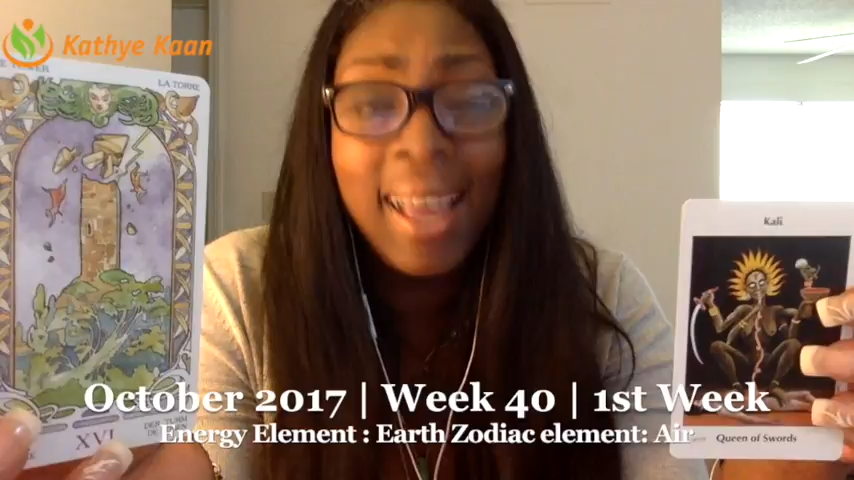 Kathye Kaan
LA TORRE
Kali
October 2017 | Week 40 | 1st Week
Energy Element : Earth Zodiac element: Air
XVI
Queen of Swords